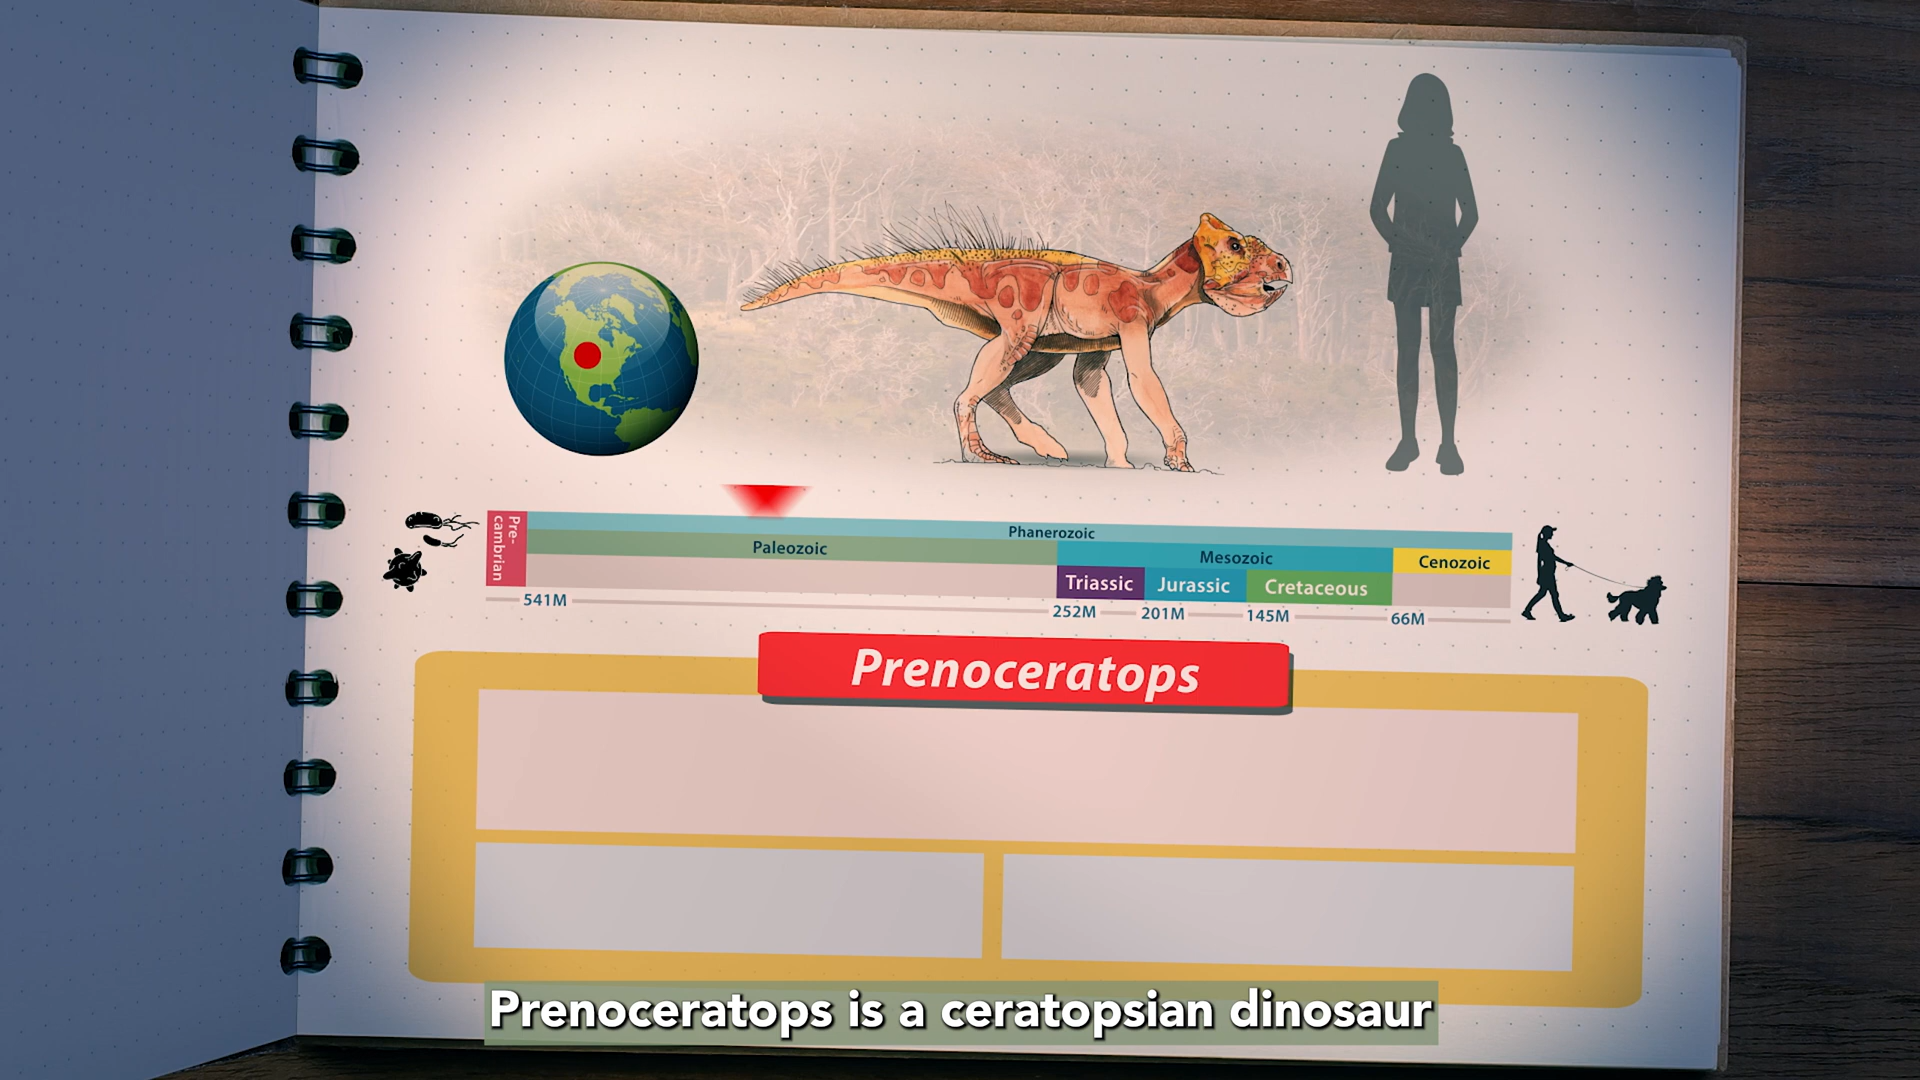 Phanerozoic
Pre-
cambrian
Paleozoic
Mesozoic
Cenozoic
Triassic
Jurassic
Cretaceous
541M
252M
201M
145M
66M
Prenoceratops
Prenoceratops is a ceratopsian dinosaur